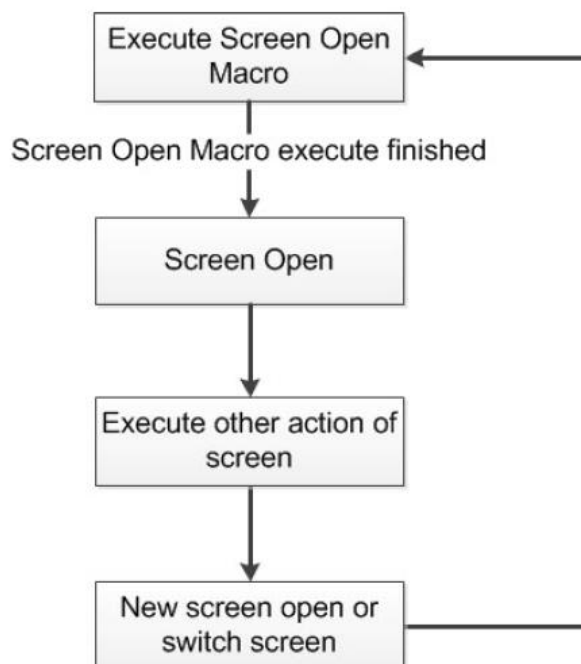 Execute Screen Open
Macro
Screen Open Macro execute finished
Screen Open
Execute other action of
screen
New screen open or
switch screen